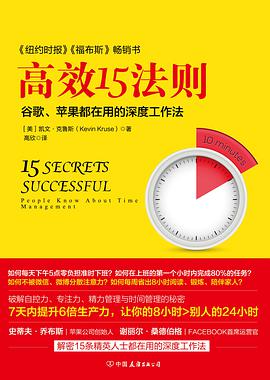 《纽约时报》《福布斯》畅销书
高效15法则
谷歌、苹果都在用的深度工作法
[美]凯文·克鲁斯（Kevin Kruse）著
高欣 译
10 minutes
15 SECRETS
SUCCESSFUL
People Know About Time
Management
如何每天下午5点零负担准时下班？如何在上班的第一个小时内完成80%的任务？
如何不被微信、微博分散注意力？如何每周省出8小时阅读、锻炼、陪伴家人？
破解自控力、专注力、精力管理与时间管理的秘密
7天内提升6倍生产力，让你的8小时>别人的24小时
史蒂夫·乔布斯｜苹果公司创始人 谢丽尔·桑德伯格｜FACEBOOK首席运营官
解密15条精英人士都在用的深度工作法
中国友谊出版公司